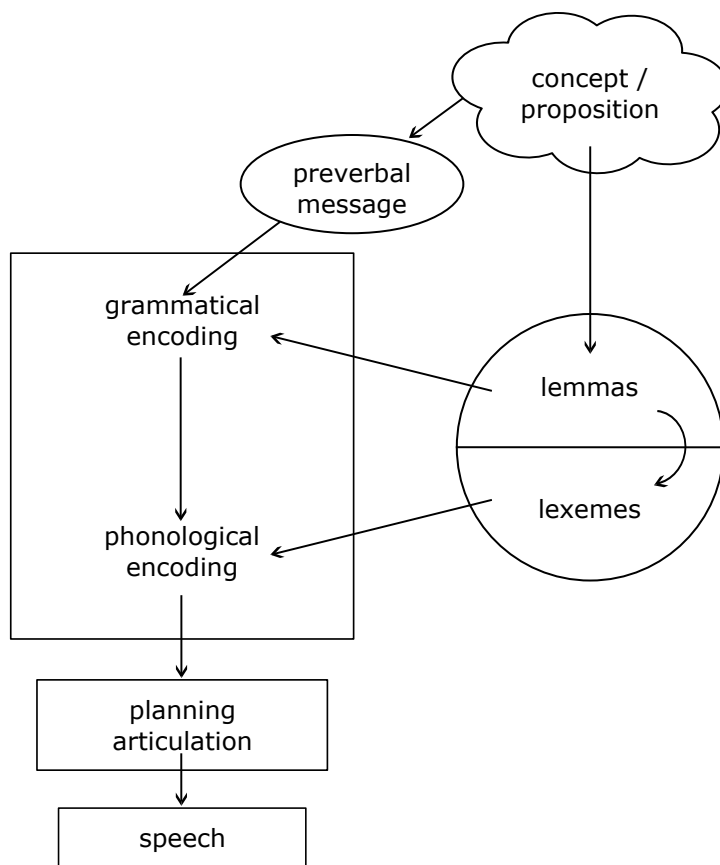 concept /
proposition
preverbal
message
grammatical
encoding
lemmas
lexemes
phonological
encoding
planning
articulation
speech